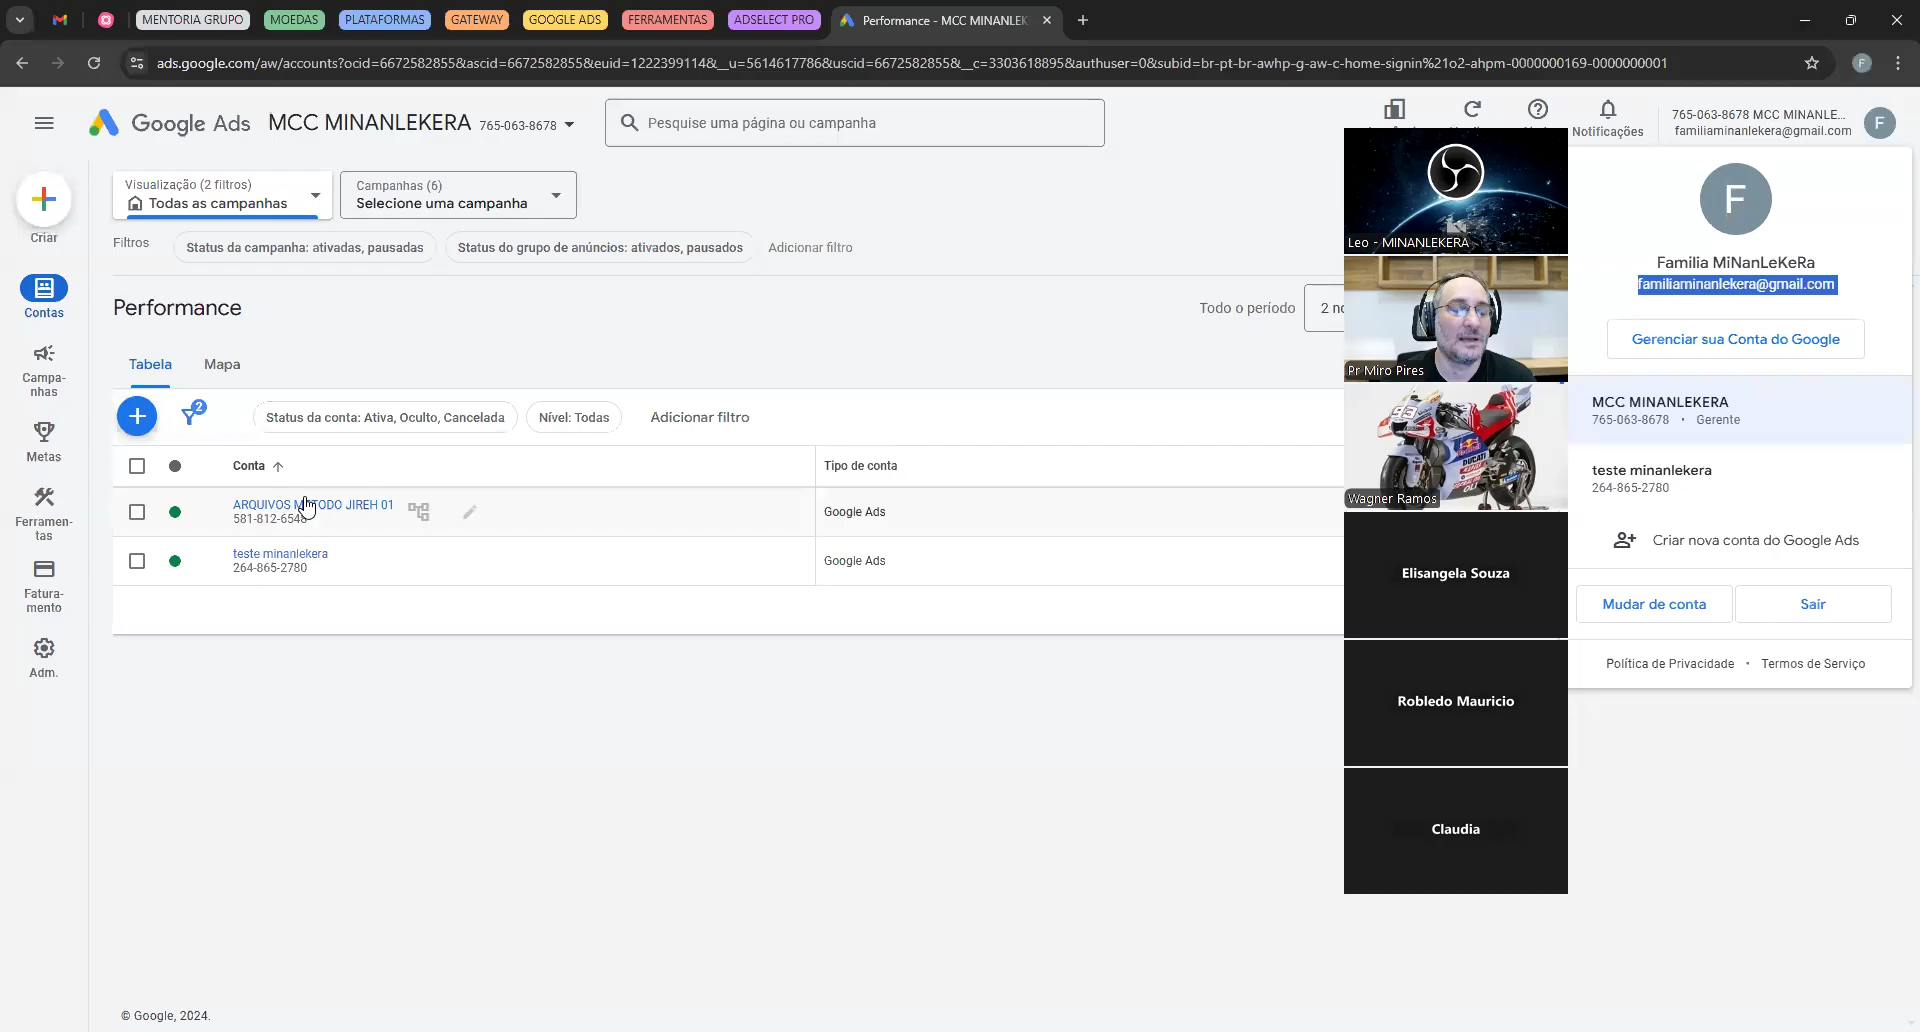 MENTORIA GRUPO
MOEDAS
PLATAFORMAS
GATEWAY
GOOGLE ADS
FERRAMENTAS
ADSELECT PRO
Performance - MCC MINANLEK
ads.google.com/aw/accounts?ocid=6672582855&ascid=6672582855&euid=1222399114&__u=5614617786&uscid=6672582855&__c=3303618895&authuser=0&subid=br-pt-br-awhp-g-aw-c-home-signin%21o2-ahpm-0000000169-0000000001
F
Google Ads
MCC MINANLEKERA 765-063-8678
Pesquise uma página ou campanha
Notificações
765-063-8678 MCC MINANLE...
familiaminanlekera@gmail.com
F
Criar
Contas
Campa-
nhas
Metas
Ferramen-
tas
Fatura-
mento
Adm.
Visualização (2 filtros)
Todas as campanhas
Campanhas (6)
Selecione uma campanha
Filtros
Status da campanha: ativadas, pausadas
Status do grupo de anúncios: ativados, pausados
Adicionar filtro
Performance
Todo o período
2 no
Tabela
Mapa
2
Status da conta: Ativa, Oculto, Cancelada
Nível: Todas
Adicionar filtro
Conta
Tipo de conta
ARQUIVOS M TODO JIREH 01
581-812-6548
Google Ads
teste minanlekera
264-865-2780
Google Ads
© Google, 2024.
Leo - MINANLEKERA
Pr Miro Pires
93
DUCATI
Wagner Ramos
Elisangela Souza
Robledo Mauricio
Claudia
F
Familia MiNanLeKeRa
familiaminanlekera@gmail.com
Gerenciar sua Conta do Google
MCC MINANLEKERA
765-063-8678 • Gerente
teste minanlekera
264-865-2780
Criar nova conta do Google Ads
Mudar de conta
Sair
Política de Privacidade • Termos de Serviço